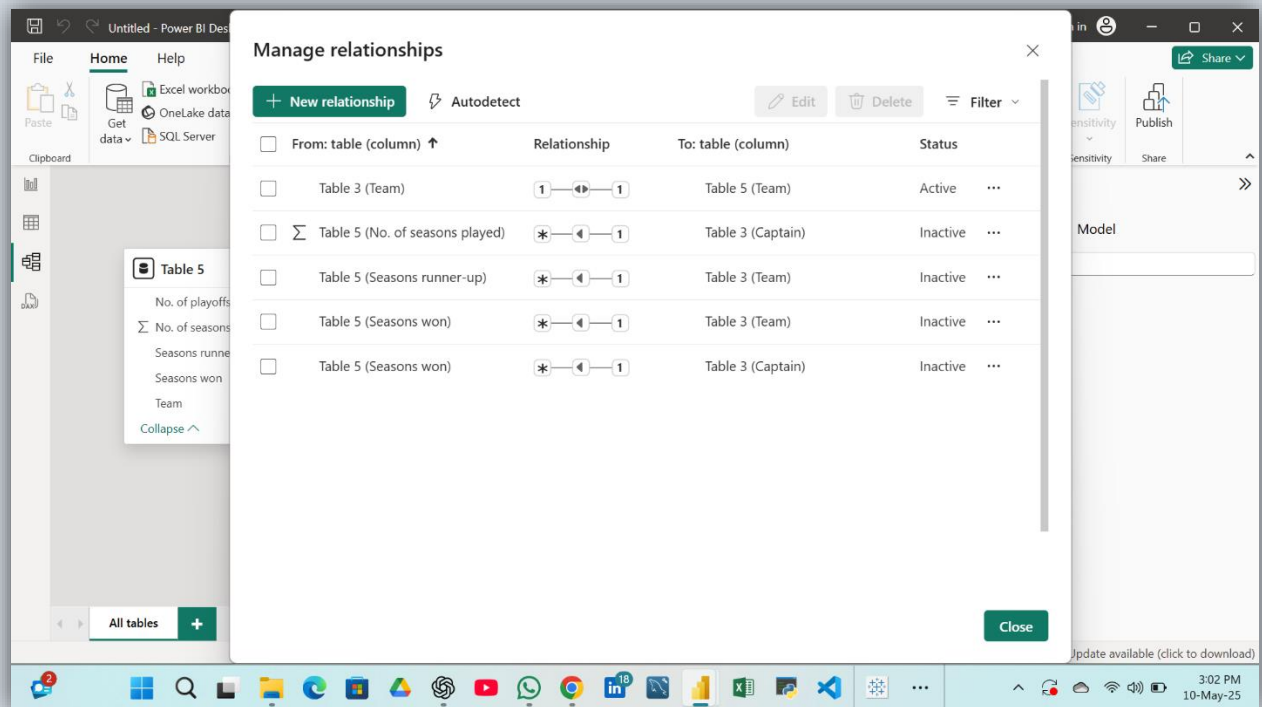 Untitled - Power BI Des
in
File Home Help
Share
Paste
Get data
Excel workboo
OneLake data
SQL Server
Clipboard
ensitivity
Publish
Sensitivity
Share
Manage relationships
New relationship
Autodetect
Edit
Delete
Filter
From: table (column) ↑ Relationship To: table (column) Status
Table 3 (Team) 1 1 Table 5 (Team) Active ...
Σ Table 5 (No. of seasons played) * 1 Table 3 (Captain) Inactive ...
Table 5 (Seasons runner-up) * 1 Table 3 (Team) Inactive ...
Table 5 (Seasons won) * 1 Table 3 (Team) Inactive ...
Table 5 (Seasons won) * 1 Table 3 (Captain) Inactive ...
Close
DAX
Table 5
No. of playoffs
Σ No. of seasons
Seasons runne
Seasons won
Team
Collapse
Model
All tables +
Update available (click to download)
2
in 18
...
3:02 PM
10-May-25